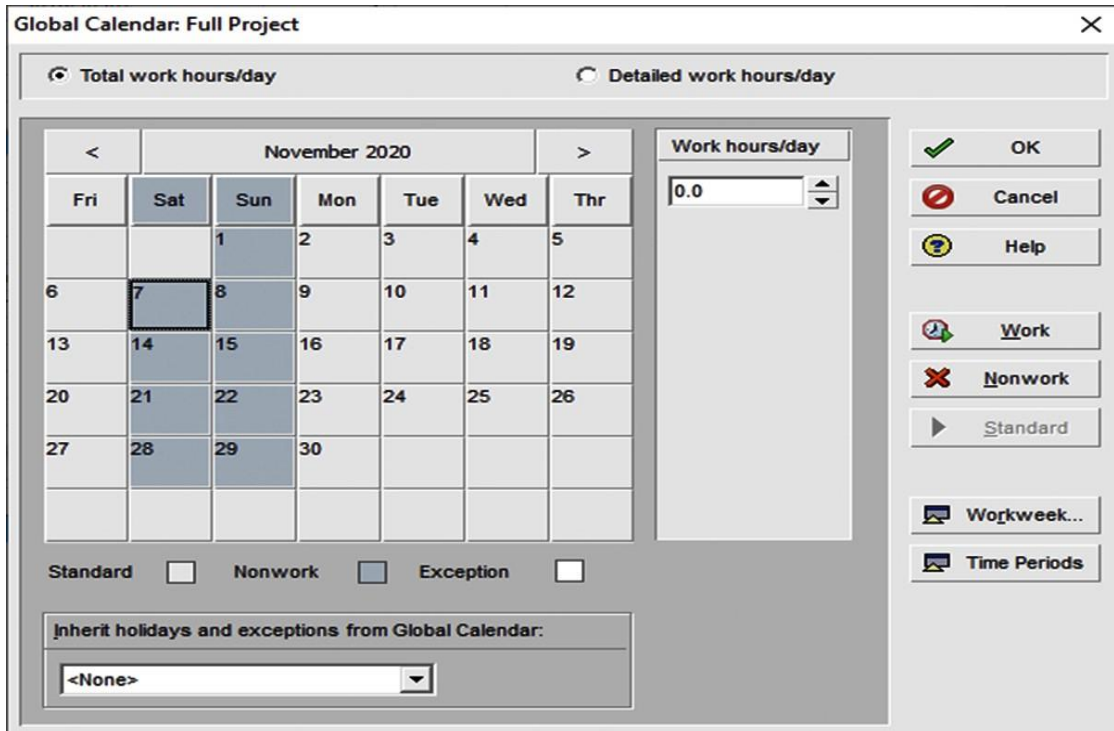 Global Calendar: Full Project
Total work hours/day Detailed work hours/day
< November 2020 >
Fri Sat Sun Mon Tue Wed Thr
1 2 3 4 5
6 7 8 9 10 11 12
13 14 15 16 17 18 19
20 21 22 23 24 25 26
27 28 29 30
Standard Nonwork Exception
Inherit holidays and exceptions from Global Calendar:
<None>
Work hours/day
0.0
OK
Cancel
Help
Work
Nonwork
Standard
Workweek...
Time Periods